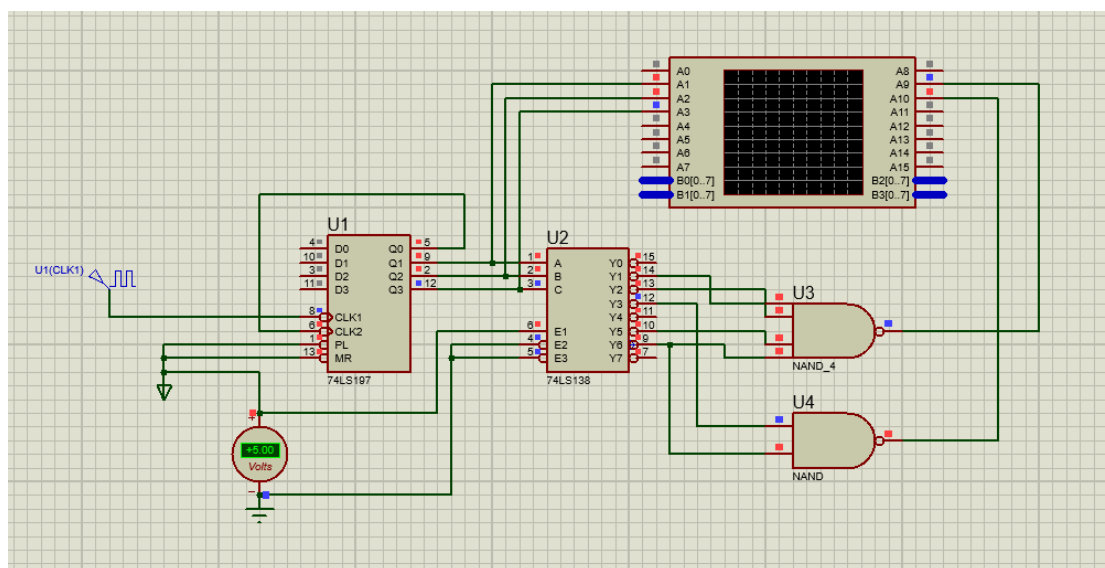 A0 A8
A1 A9
A2 A10
A3 A11
A4 A12
A5 A13
A6 A14
A7 A15
B0[0..7] B2[0..7]
B1[0..7] B3[0..7]
U1
4 D0 Q0 5
10 D1 Q1 9
3 D2 Q2 2
11 D3 Q3 12
8 CLK1
6 CLK2
1 PL
13 MR
74LS197
U1(CLK1)
U2
1 A Y0 15
2 B Y1 14
3 C Y2 13
Y3 12
Y4 11
6 E1 Y5 10
4 E2 Y6 9
5 E3 Y7 7
74LS138
U3
NAND_4
U4
NAND
+
+5.00
Volts
−